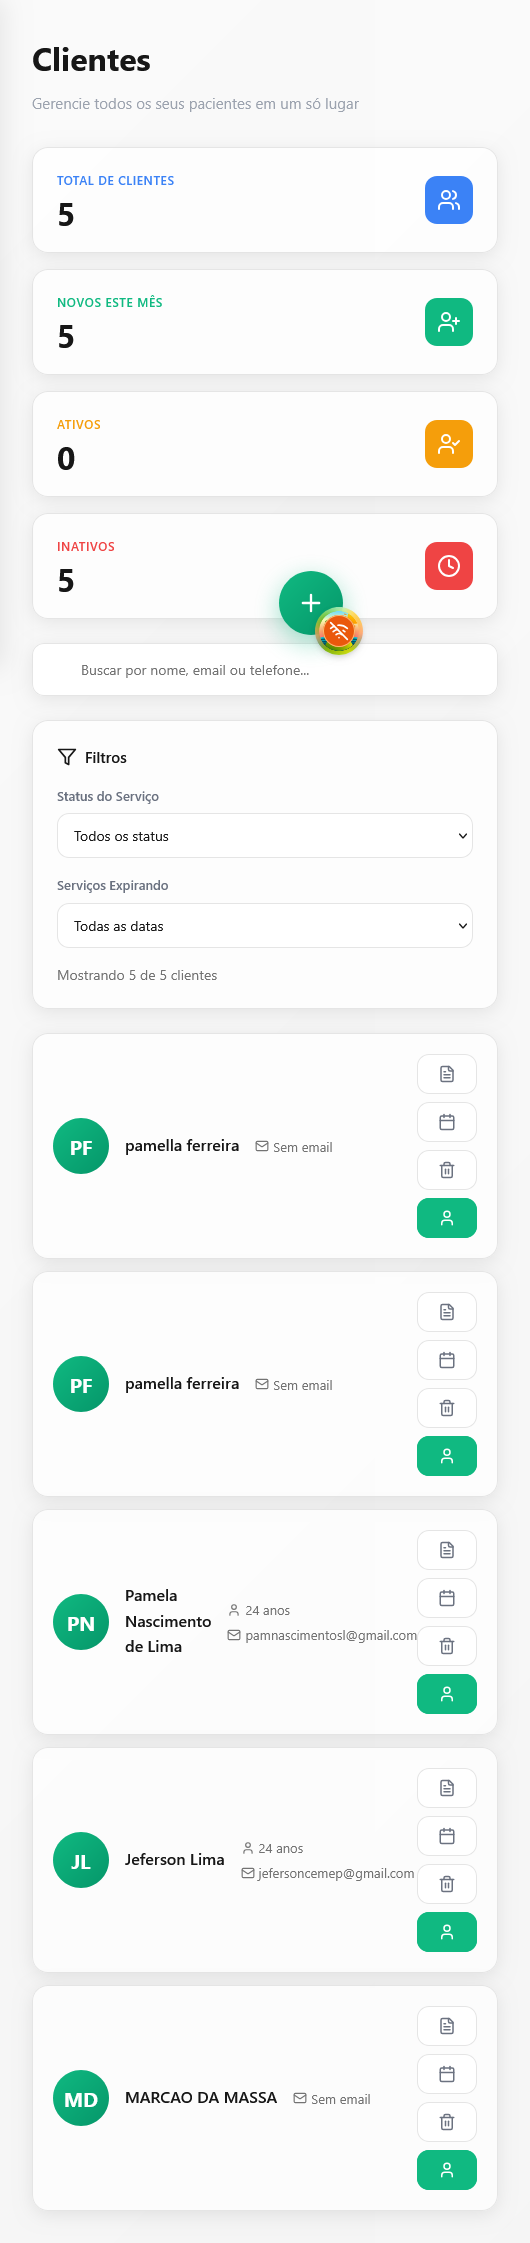 Clientes
Gerencie todos os seus pacientes em um só lugar
TOTAL DE CLIENTES
5
NOVOS ESTE MÊS
5
ATIVOS
0
INATIVOS
5
Buscar por nome, email ou telefone...
Filtros
Status do Serviço
Todos os status
Serviços Expirando
Todas as datas
Mostrando 5 de 5 clientes
PF
pamella ferreira
Sem email
PF
pamella ferreira
Sem email
PN
Pamela
Nascimento
de Lima
24 anos
pamnascimentosl@gmail.com
JL
Jeferson Lima
24 anos
jefersoncemep@gmail.com
MD
MARCAO DA MASSA
Sem email